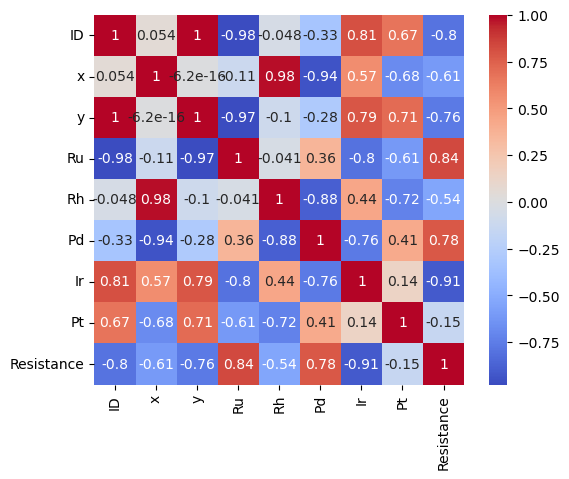 ID 1 0.054 1 -0.98 -0.048 -0.33 0.81 0.67 -0.8
x 0.054 1 -6.2e-16 -0.11 0.98 -0.94 0.57 -0.68 -0.61
y 1 -6.2e-16 1 -0.97 -0.1 -0.28 0.79 0.71 -0.76
Ru -0.98 -0.11 -0.97 1 -0.041 0.36 -0.8 -0.61 0.84
Rh -0.048 0.98 -0.1 -0.041 1 -0.88 0.44 -0.72 -0.54
Pd -0.33 -0.94 -0.28 0.36 -0.88 1 -0.76 0.41 0.78
Ir 0.81 0.57 0.79 -0.8 0.44 -0.76 1 0.14 -0.91
Pt 0.67 -0.68 0.71 -0.61 -0.72 0.41 0.14 1 -0.15
Resistance -0.8 -0.61 -0.76 0.84 -0.54 0.78 -0.91 -0.15 1
ID x y Ru Rh Pd Ir Pt Resistance
1.00
0.75
0.50
0.25
0.00
-0.25
-0.50
-0.75